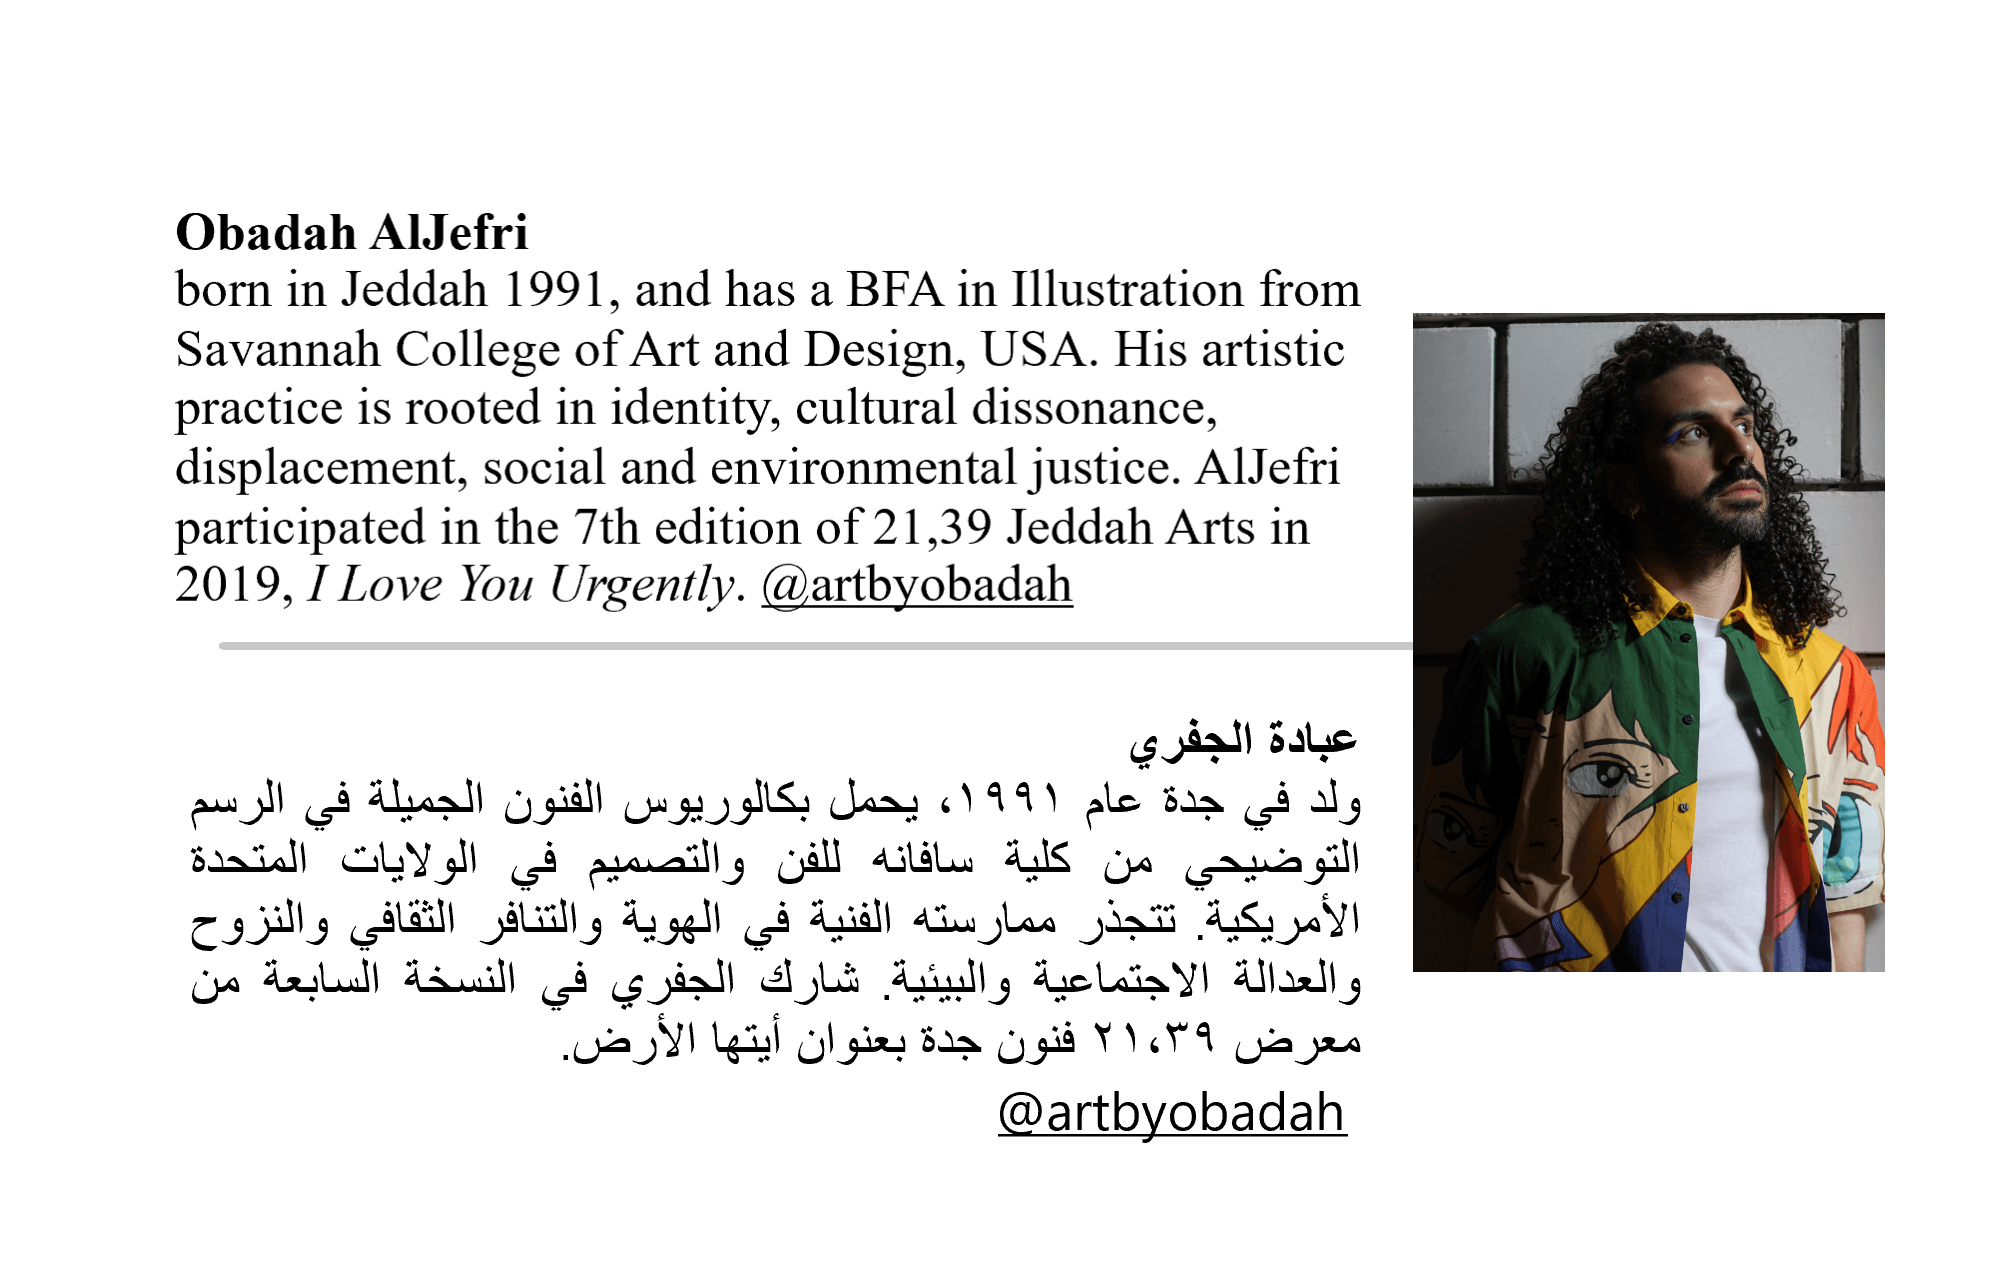 Obadah AlJefri
born in Jeddah 1991, and has a BFA in Illustration from
Savannah College of Art and Design, USA. His artistic
practice is rooted in identity, cultural dissonance,
displacement, social and environmental justice. AlJefri
participated in the 7th edition of 21,39 Jeddah Arts in
2019, I Love You Urgently. @artbyobadah
عبادة الجفري
ولد في جدة عام ١٩٩١، يحمل بكالوريوس الفنون الجميلة في الرسم
التوضيحي من كلية سافانه للفن والتصميم في الولايات المتحدة
الأمريكية. تتجذر ممارسته الفنية في الهوية والتنافر الثقافي والنزوح
والعدالة الاجتماعية والبيئية. شارك الجفري في النسخة السابعة من
معرض ٢١،٣٩ فنون جدة بعنوان أيتها الأرض.
@artbyobadah